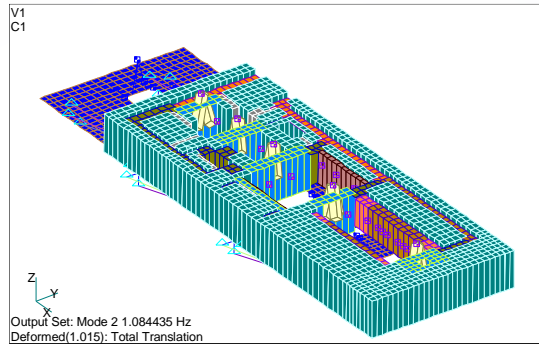 V1
C1
Z
Y
X
Output Set: Mode 2 1.084435 Hz
Deformed(1.015): Total Translation